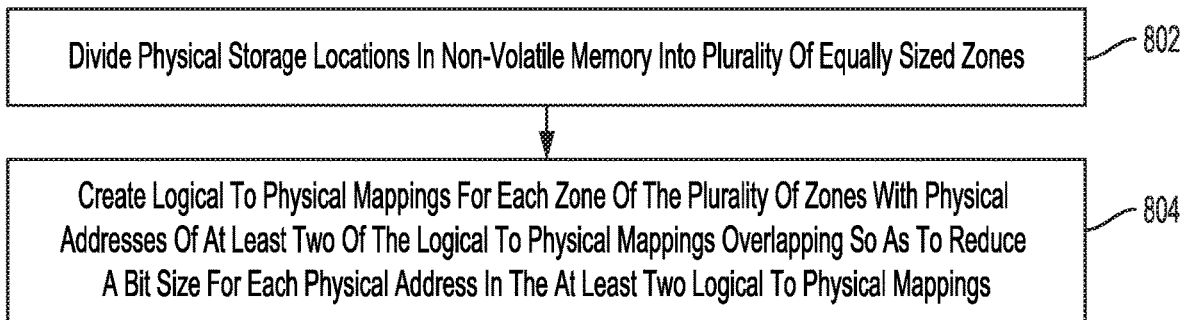 Divide Physical Storage Locations In Non-Volatile Memory Into Plurality Of Equally Sized Zones
802
Create Logical To Physical Mappings For Each Zone Of The Plurality Of Zones With Physical
Addresses Of At Least Two Of The Logical To Physical Mappings Overlapping So As To Reduce
A Bit Size For Each Physical Address In The At Least Two Logical To Physical Mappings
804